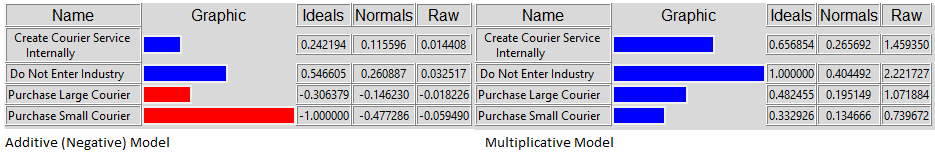 Name Graphic Ideals Normals Raw
Create Courier Service
Internally 0.242194 0.115596 0.014408
Do Not Enter Industry 0.546605 0.260887 0.032517
Purchase Large Courier -0.306379 -0.146230 -0.018226
Purchase Small Courier -1.000000 -0.477286 -0.059490
Additive (Negative) Model
Name Graphic Ideals Normals Raw
Create Courier Service
Internally 0.656854 0.265692 1.459350
Do Not Enter Industry 1.000000 0.404492 2.221727
Purchase Large Courier 0.482455 0.195149 1.071884
Purchase Small Courier 0.332926 0.134666 0.739672
Multiplicative Model